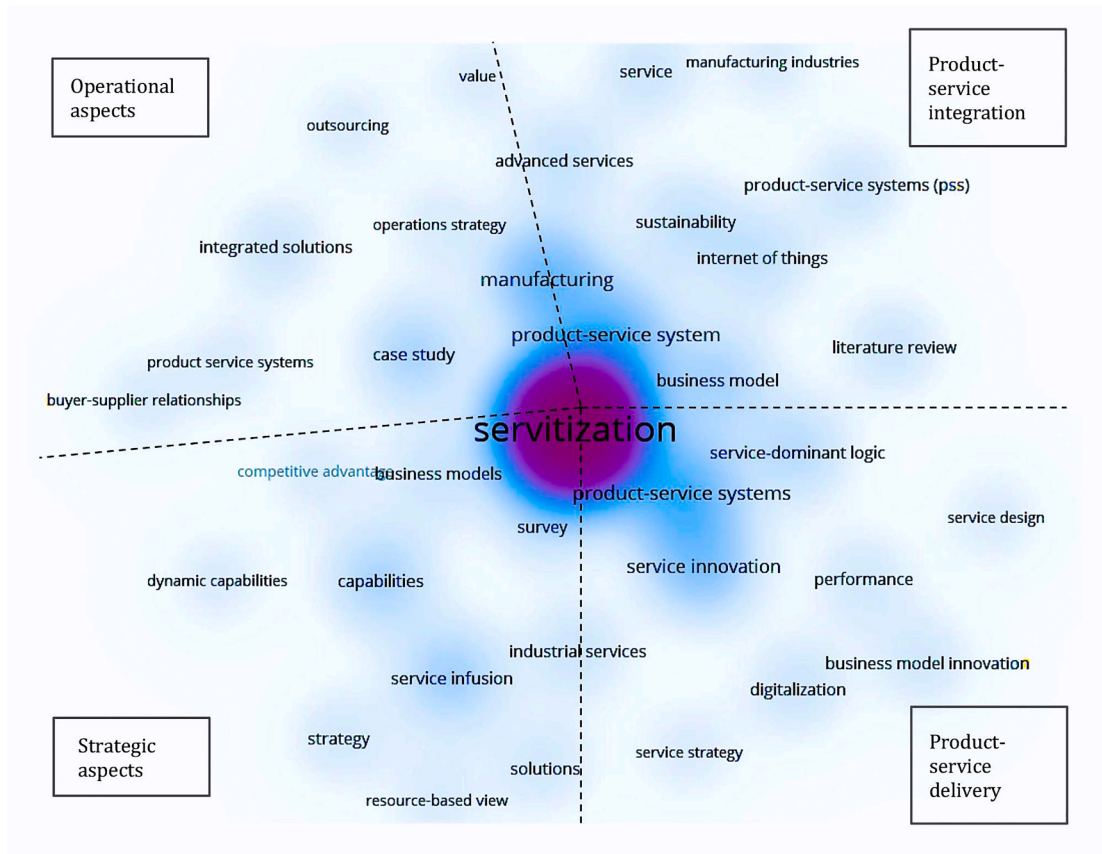 Operational
aspects
Product-
service
integration
value
service
manufacturing industries
outsourcing
advanced services
product-service systems (pss)
operations strategy
sustainability
integrated solutions
internet of things
manufacturing
product-service system
case study
literature review
product service systems
business model
buyer-supplier relationships
servitization
service-dominant logic
competitive advantage
business models
product-service systems
survey
service design
service innovation
dynamic capabilities
capabilities
performance
industrial services
business model innovation
service infusion
digitalization
strategy
service strategy
solutions
resource-based view
Strategic
aspects
Product-
service
delivery